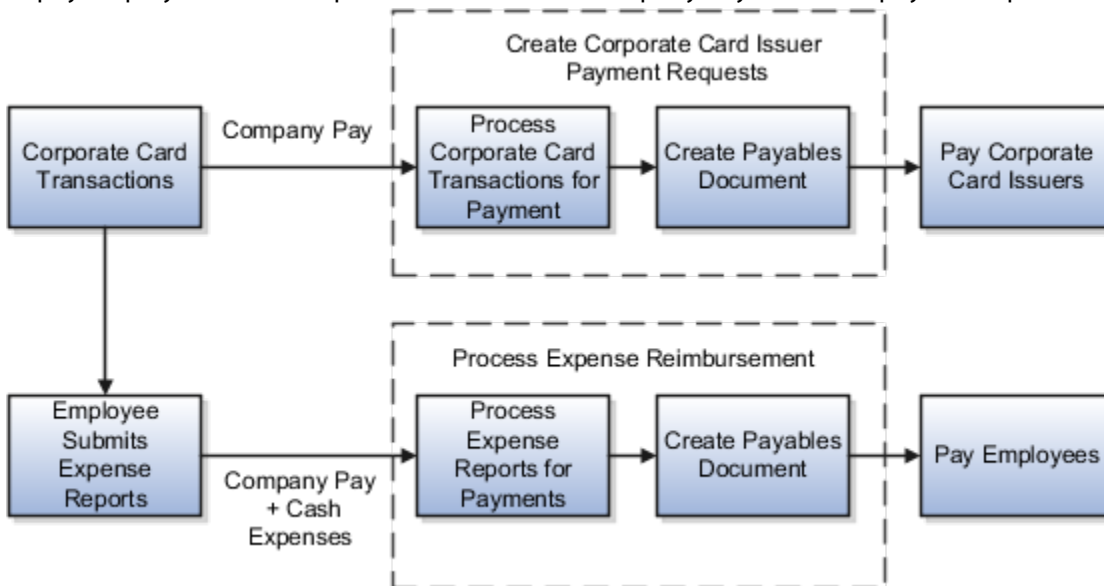 Create Corporate Card Issuer
Payment Requests
Corporate Card
Transactions
Company Pay
Process
Corporate Card
Transactions for
Payment
Create Payables
Document
Pay Corporate
Card Issuers
Process Expense Reimbursement
Employee
Submits
Expense
Reports
Company Pay
+ Cash
Expenses
Process
Expense
Reports for
Payments
Create Payables
Document
Pay Employees